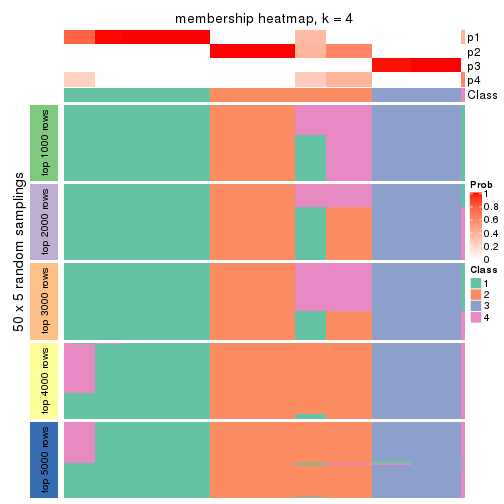 membership heatmap, k = 4
p1
p2
p3
p4
Class
50 x 5 random samplings
top 1000 rows
top 2000 rows
top 3000 rows
top 4000 rows
top 5000 rows
Prob
1
0.8
0.6
0.4
0.2
0
Class
1
2
3
4